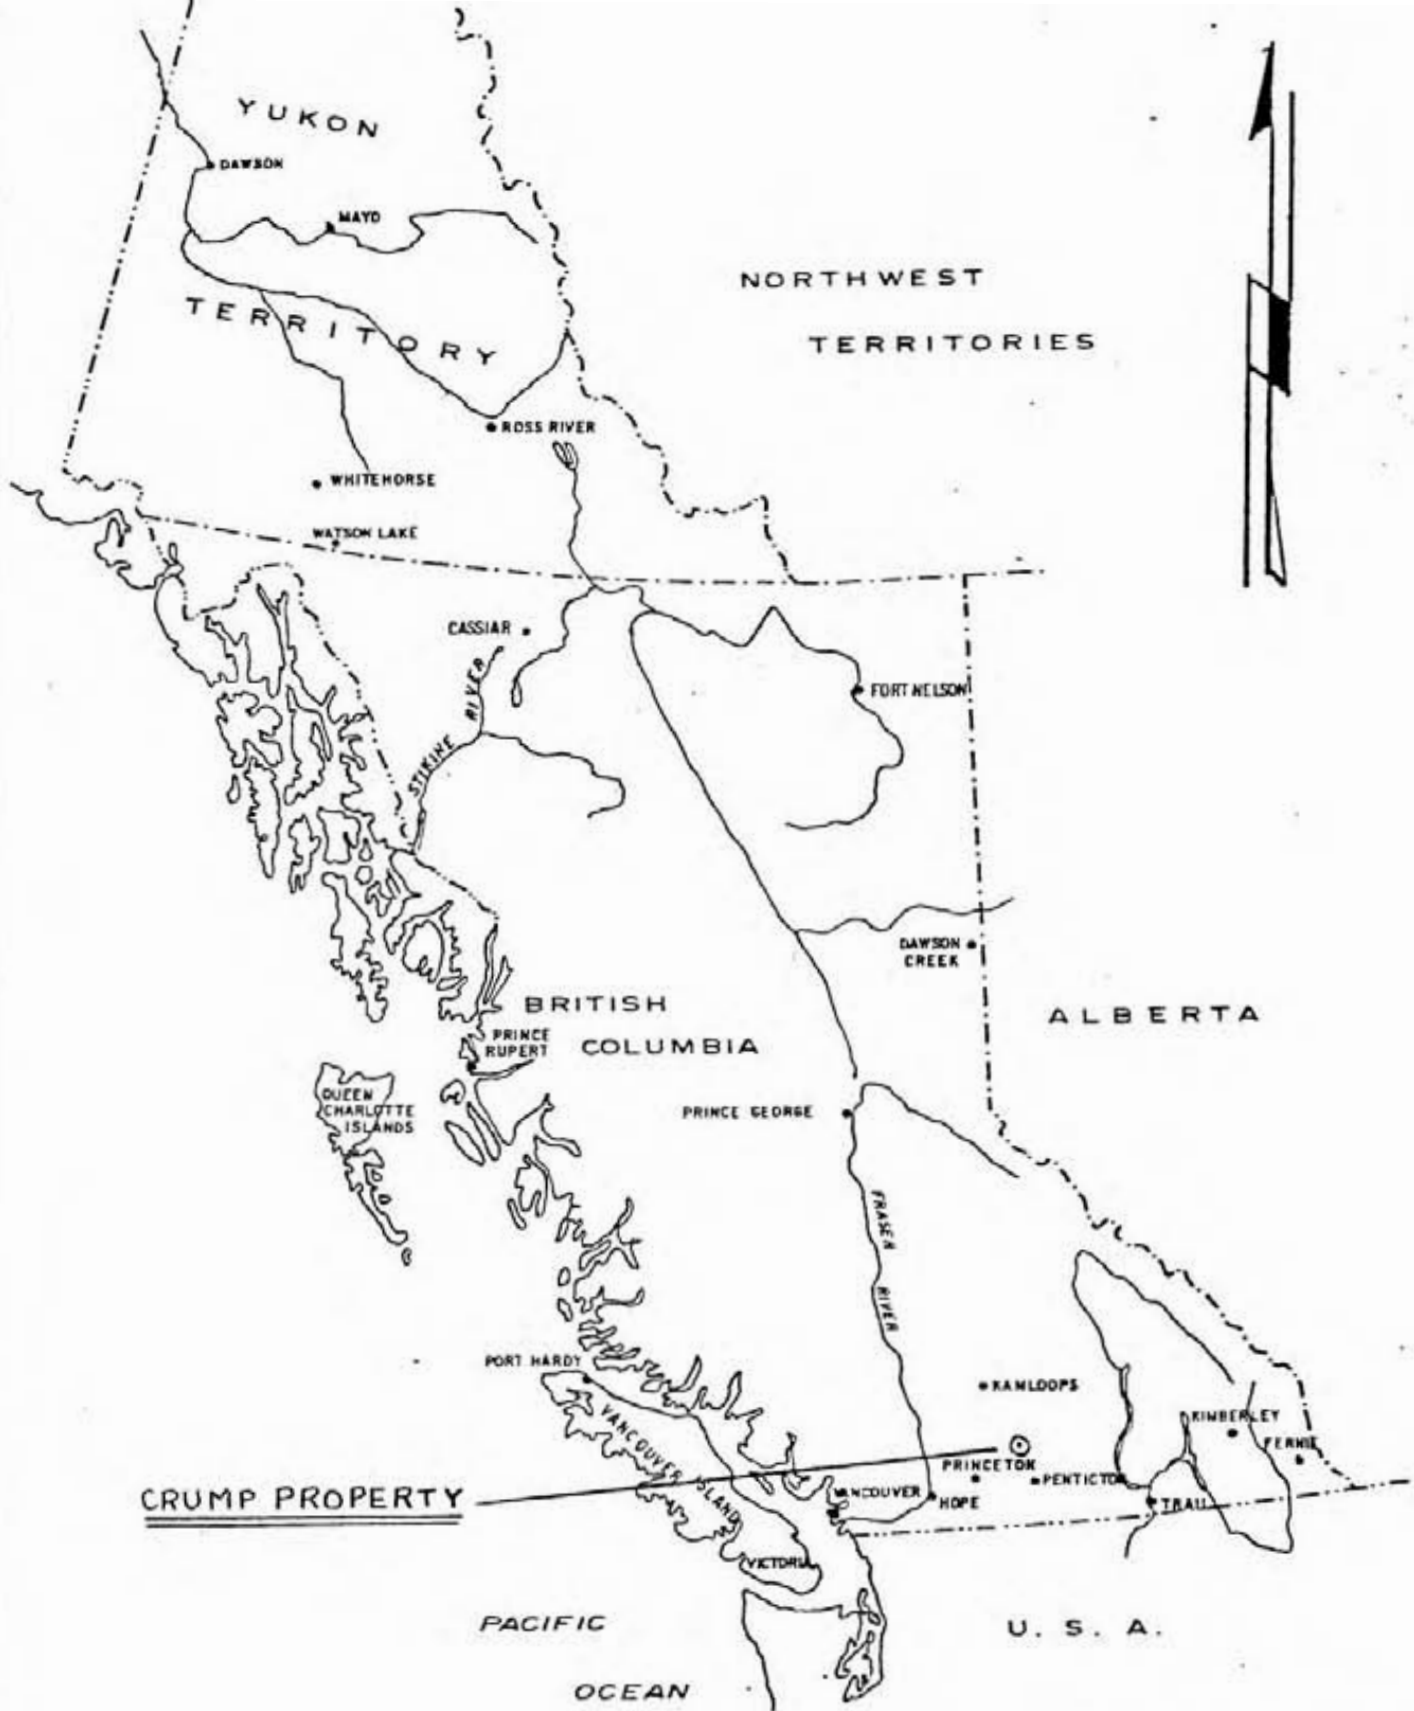 YUKON
DAWSON
MAYO
NORTHWEST
TERRITORIES
TERRITORY
ROSS RIVER
WHITEHORSE
WATSON LAKE
CASSIAR
STIKINE RIVER
FORT NELSON
DAWSON
CREEK
BRITISH
COLUMBIA
ALBERTA
PRINCE
RUPERT
QUEEN
CHARLOTTE
ISLANDS
PRINCE GEORGE
FRASER RIVER
PORT HARDY
KAMLOOPS
VANCOUVER ISLAND
KIMBERLEY
FERNIE
PRINCETON
PENTICTON
CRUMP PROPERTY
VANCOUVER
HOPE
TRAIL
VICTORIA
PACIFIC
OCEAN
U. S. A.